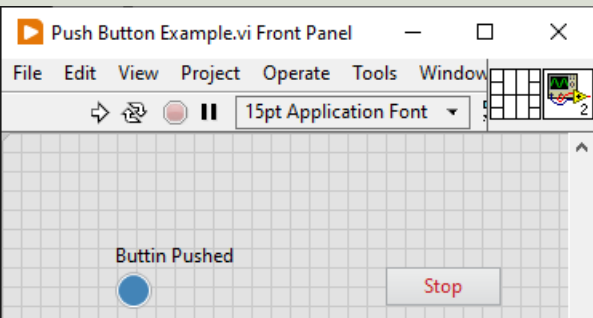 Push Button Example.vi Front Panel
File Edit View Project Operate Tools Window
15pt Application Font
2
Buttin Pushed
Stop